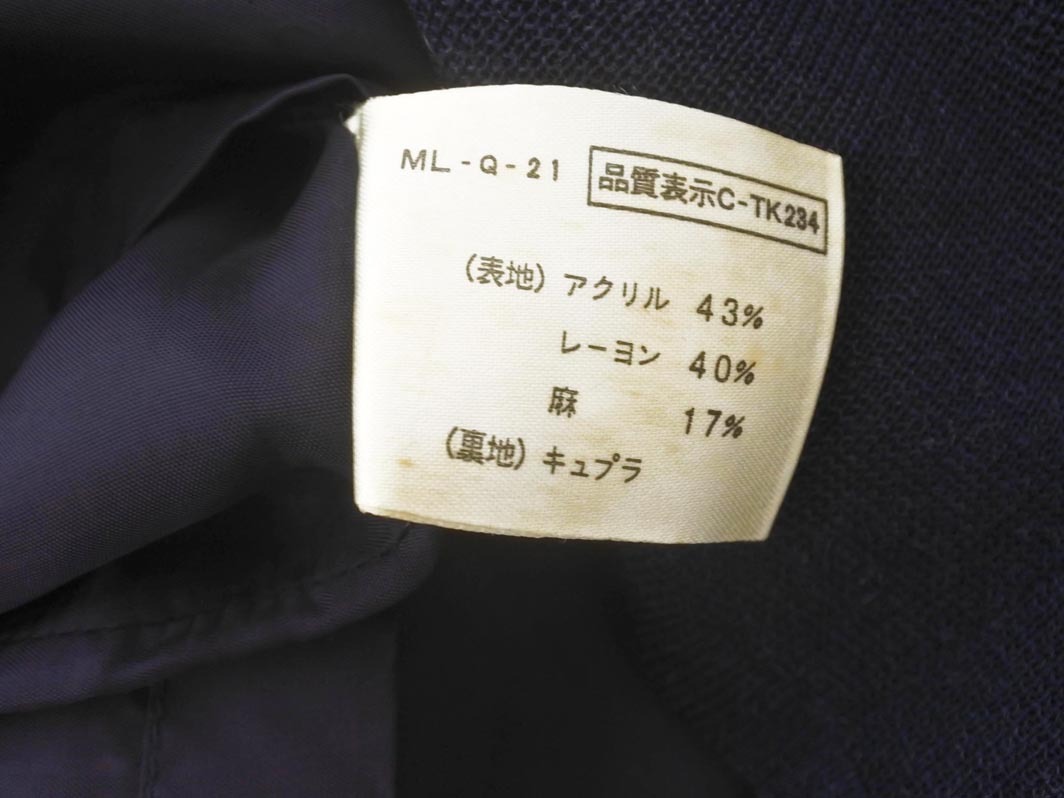 ML-Q-21 品質表示C-TK234
(表地) アクリル 43%
レーヨン 40%
麻 17%
(裏地) キュプラ